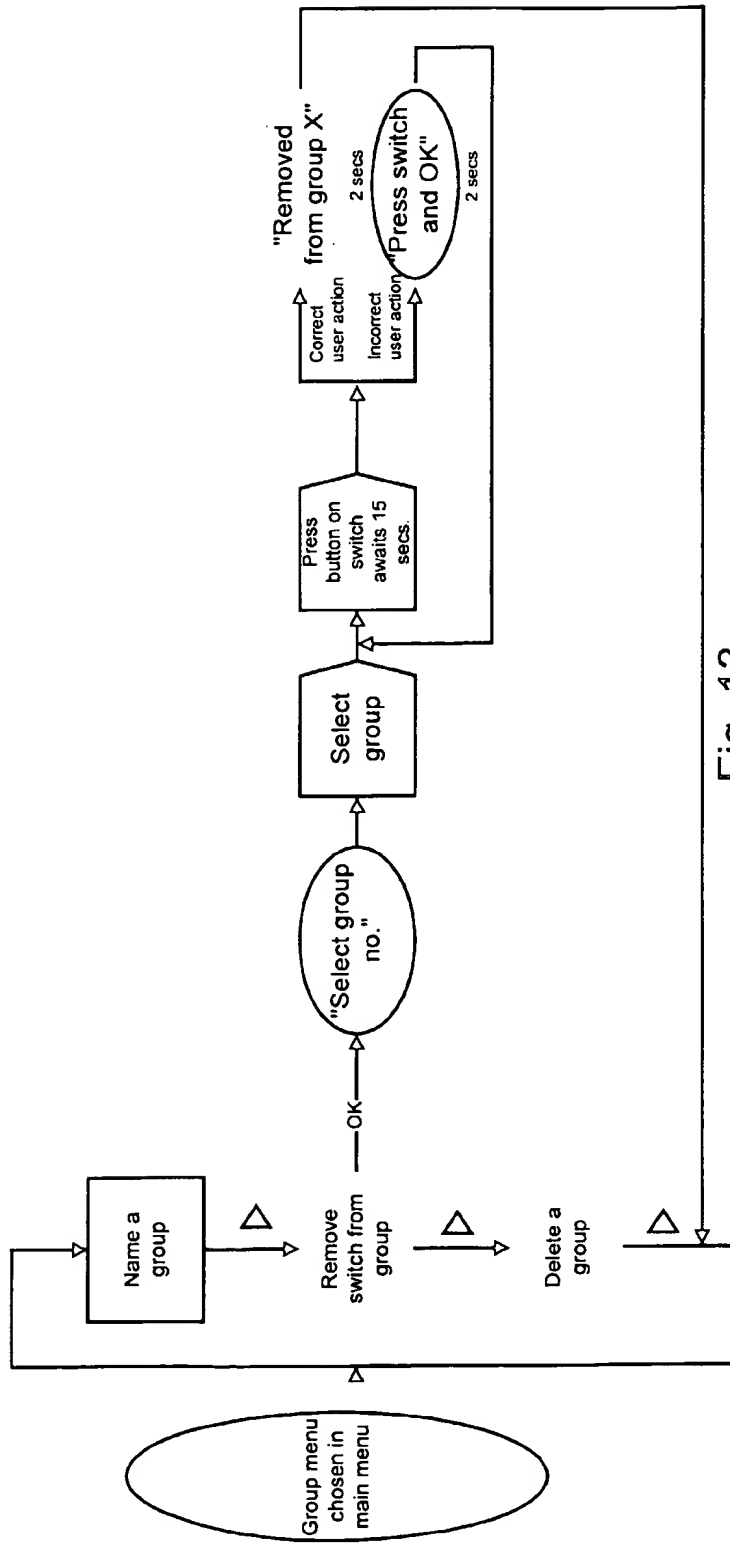 Group menu
chosen in
main menu
Name a
group
Remove
switch from
group
Delete a
group
OK
"Select group
no."
Select
group
Press
button on
switch
awaits 15
secs.
Correct
user action
Incorrect
user action
"Removed
from group X"
2 secs
"Press switch
and OK"
2 secs